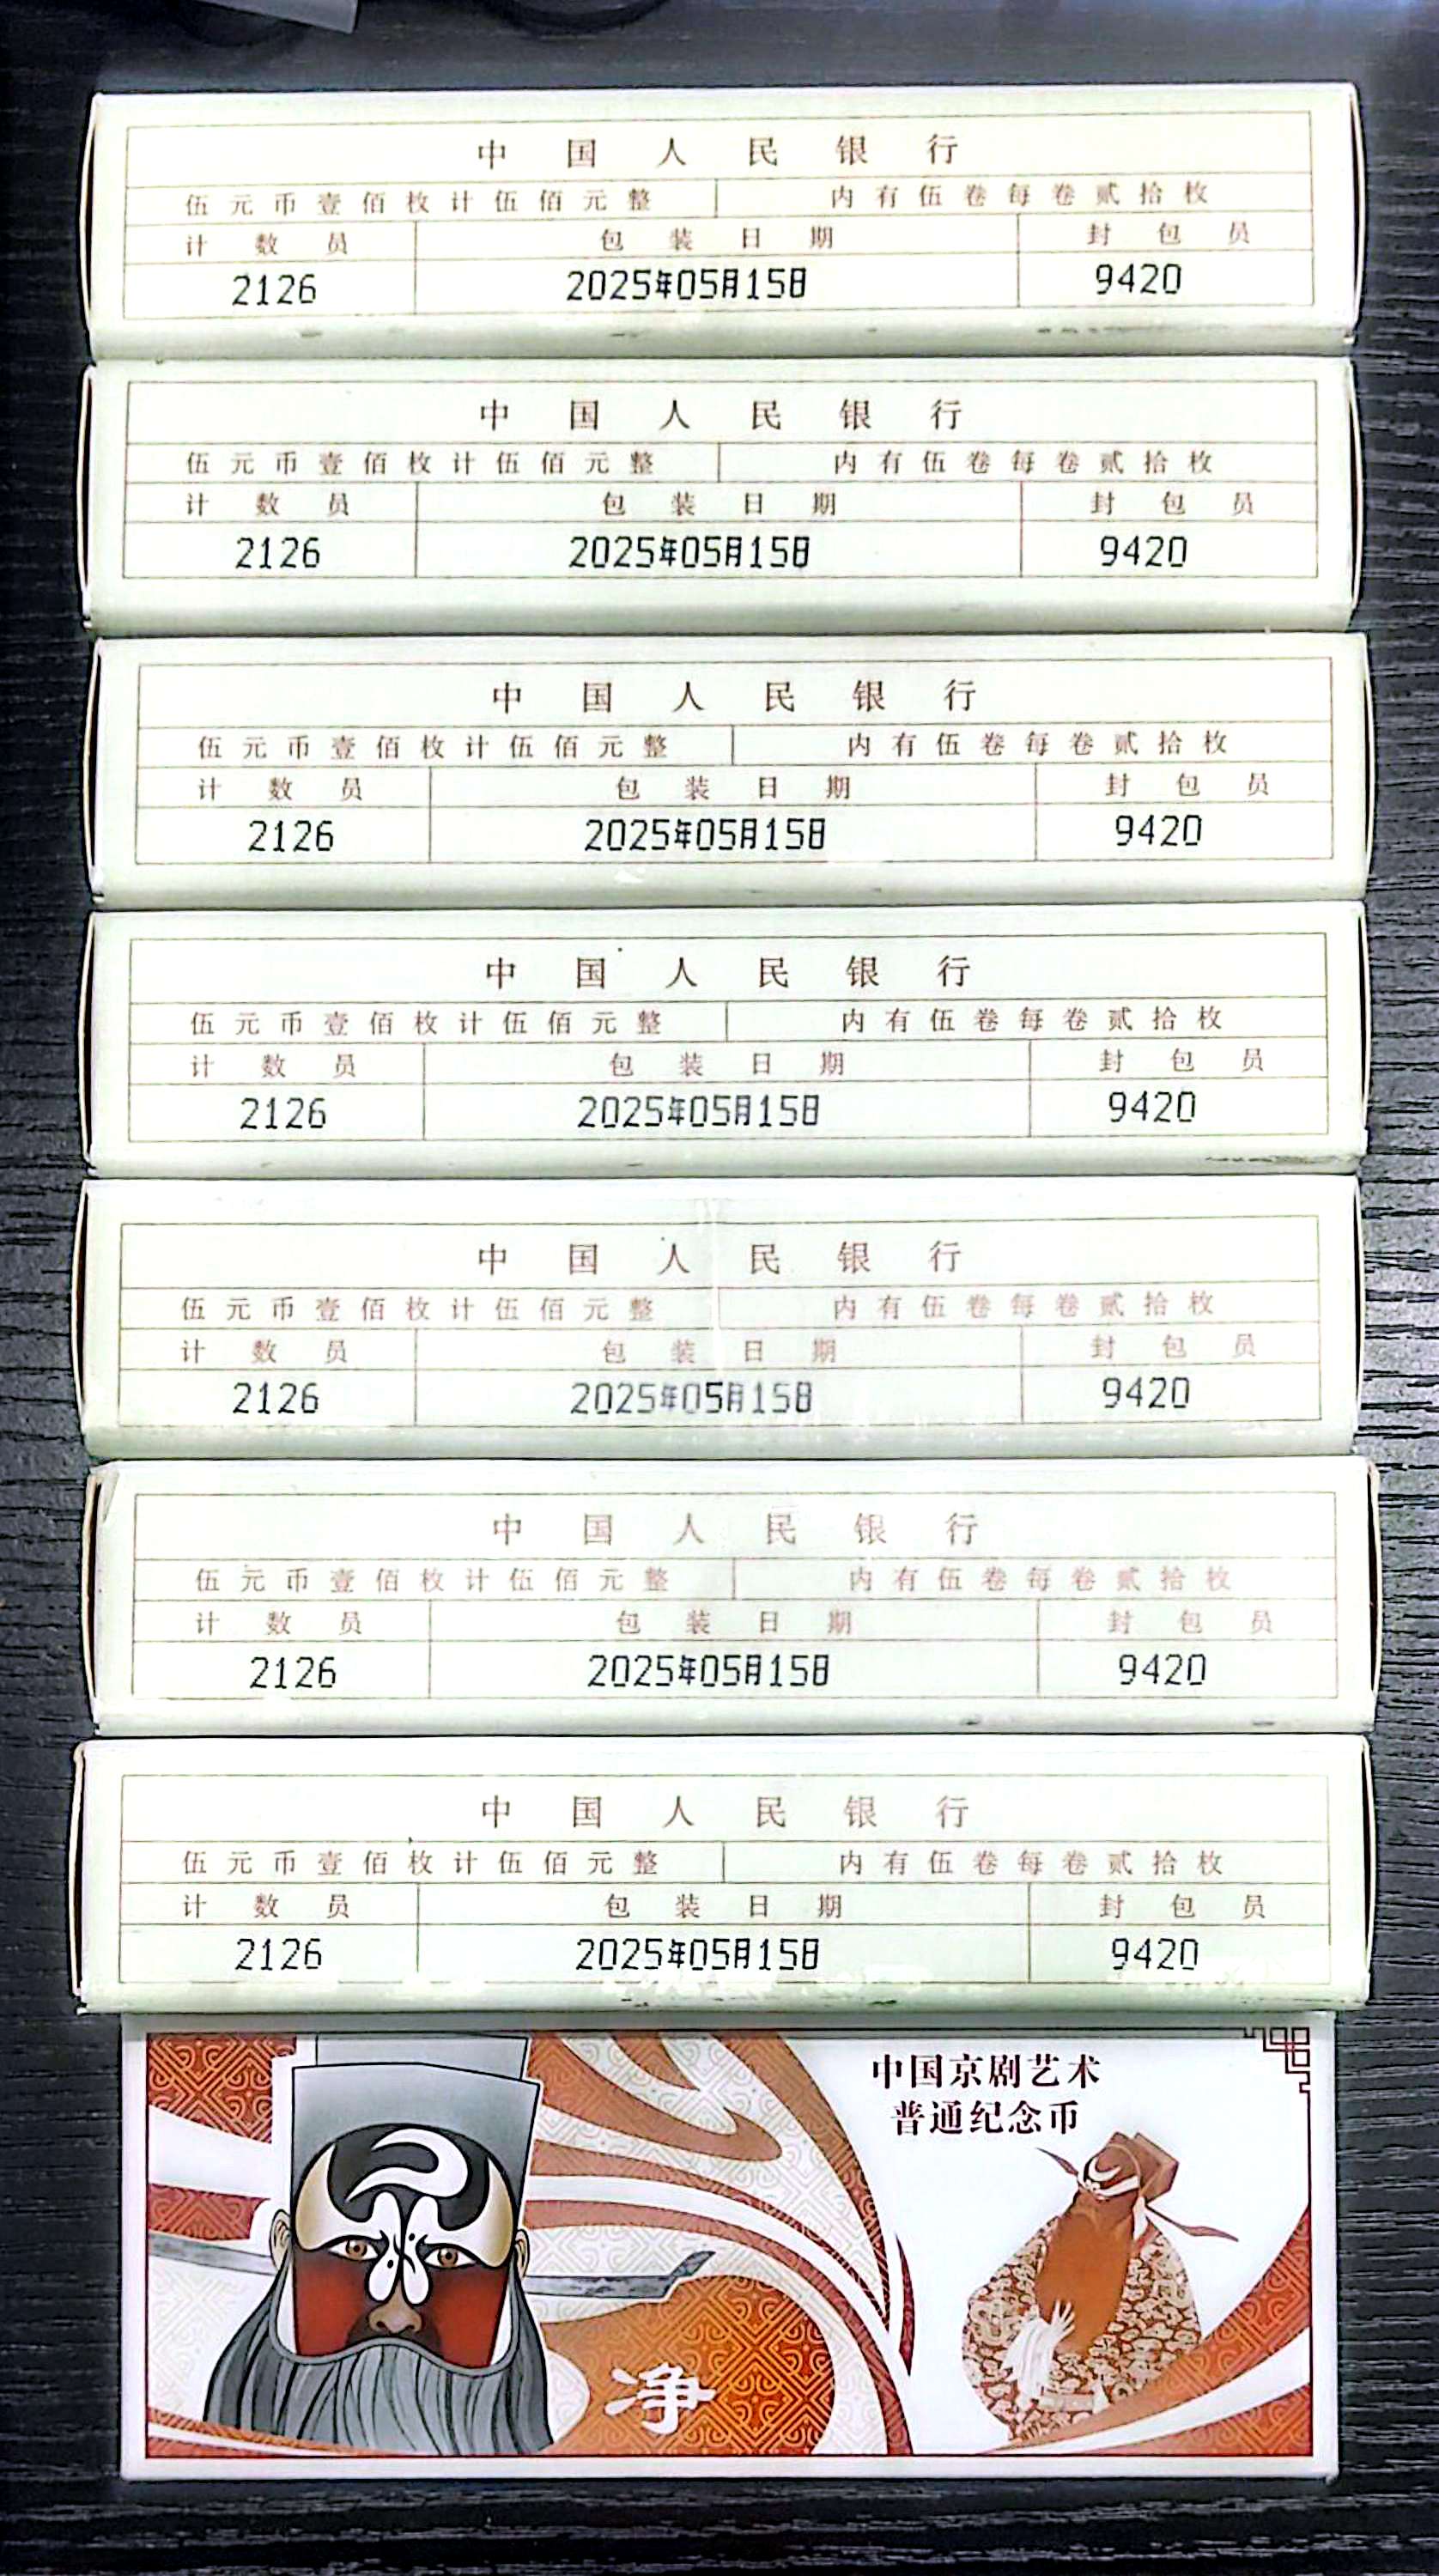 中国人民银行
伍元币壹佰枚计伍佰元整 内有伍卷每卷贰拾枚
计数员 包装日期 封包员
2126 2025年05月15日 9420
中国人民银行
伍元币壹佰枚计伍佰元整 内有伍卷每卷贰拾枚
计数员 包装日期 封包员
2126 2025年05月15日 9420
中国人民银行
伍元币壹佰枚计伍佰元整 内有伍卷每卷贰拾枚
计数员 包装日期 封包员
2126 2025年05月15日 9420
中国人民银行
伍元币壹佰枚计伍佰元整 内有伍卷每卷贰拾枚
计数员 包装日期 封包员
2126 2025年05月15日 9420
中国人民银行
伍元币壹佰枚计伍佰元整 内有伍卷每卷贰拾枚
计数员 包装日期 封包员
2126 2025年05月15日 9420
中国人民银行
伍元币壹佰枚计伍佰元整 内有伍卷每卷贰拾枚
计数员 包装日期 封包员
2126 2025年05月15日 9420
中国人民银行
伍元币壹佰枚计伍佰元整 内有伍卷每卷贰拾枚
计数员 包装日期 封包员
2126 2025年05月15日 9420
中国京剧艺术
普通纪念币
净